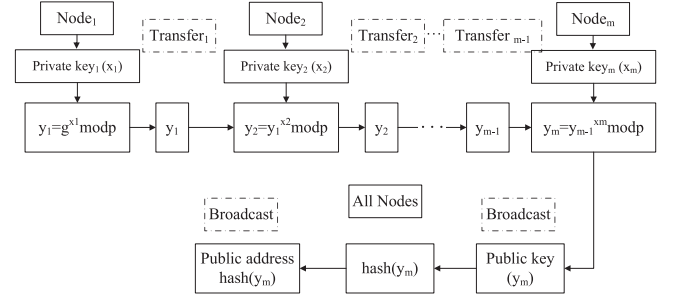 Node₁ Node₂ Nodeₘ
Transfer₁ Transfer₂ ··· Transfer ₘ₋₁
Private key₁ (x₁) Private key₂ (x₂) Private keyₘ (xₘ)
y₁=gˣ¹modp y₁ y₂=y₁ˣ²modp y₂ · · · yₘ₋₁ yₘ=yₘ₋₁ˣᵐmodp
All Nodes
Broadcast Broadcast
Public address hash(yₘ) Public key
hash(yₘ) (yₘ)